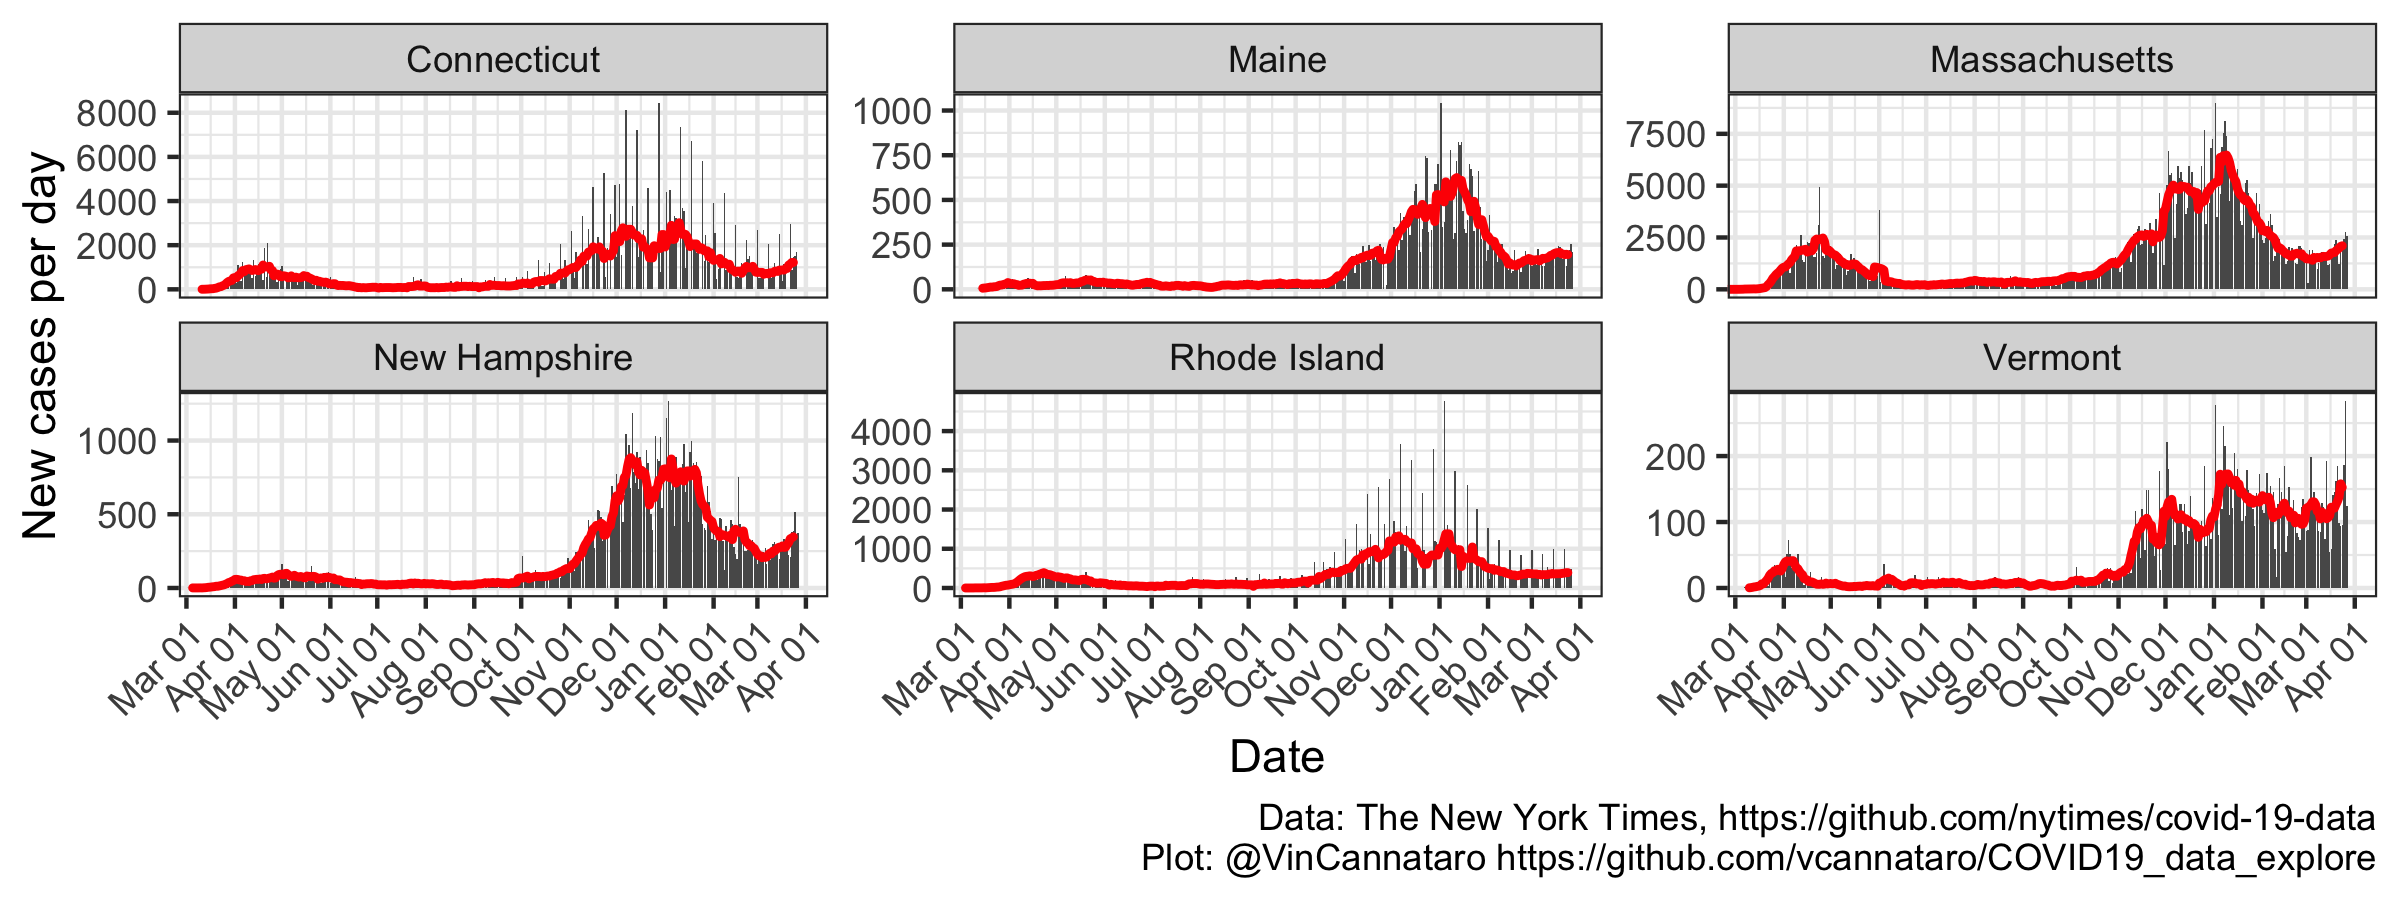 Connecticut
Maine
Massachusetts
8000
6000
4000
2000
0
1000
750
500
250
0
7500
5000
2500
0
New cases per day
New Hampshire
Rhode Island
Vermont
1000
500
0
4000
3000
2000
1000
0
200
100
0
Mar 01
Apr 01
May 01
Jun 01
Jul 01
Aug 01
Sep 01
Oct 01
Nov 01
Dec 01
Jan 01
Feb 01
Mar 01
Apr 01
Mar 01
Apr 01
May 01
Jun 01
Jul 01
Aug 01
Sep 01
Oct 01
Nov 01
Dec 01
Jan 01
Feb 01
Mar 01
Apr 01
Mar 01
Apr 01
May 01
Jun 01
Jul 01
Aug 01
Sep 01
Oct 01
Nov 01
Dec 01
Jan 01
Feb 01
Mar 01
Apr 01
Date
Data: The New York Times, https://github.com/nytimes/covid-19-data
Plot: @VinCannataro https://github.com/vcannataro/COVID19_data_explore